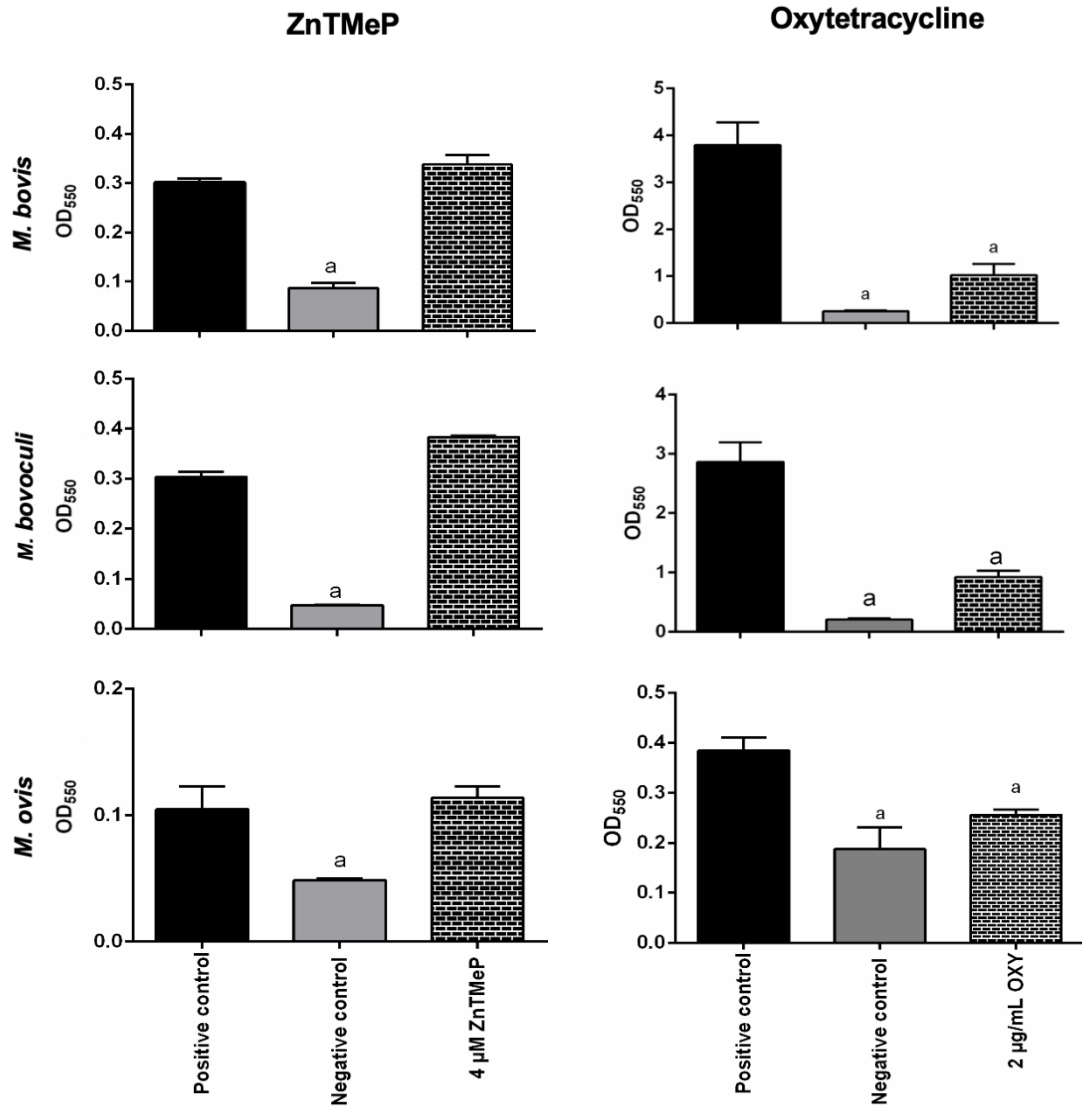 ZnTMeP
Oxytetracycline
M. bovis
OD550
0.5
0.4
0.3
0.2
0.1
0.0
a
OD550
5
4
3
2
1
0
a
a
M. bovoculi
OD550
0.5
0.4
0.3
0.2
0.1
0.0
a
OD550
4
3
2
1
0
a
a
M. ovis
OD550
0.2
0.1
0.0
a
OD550
0.5
0.4
0.3
0.2
0.1
0.0
a
a
Positive control
Negative control
4 µM ZnTMeP
Positive control
Negative control
2 µg/mL OXY